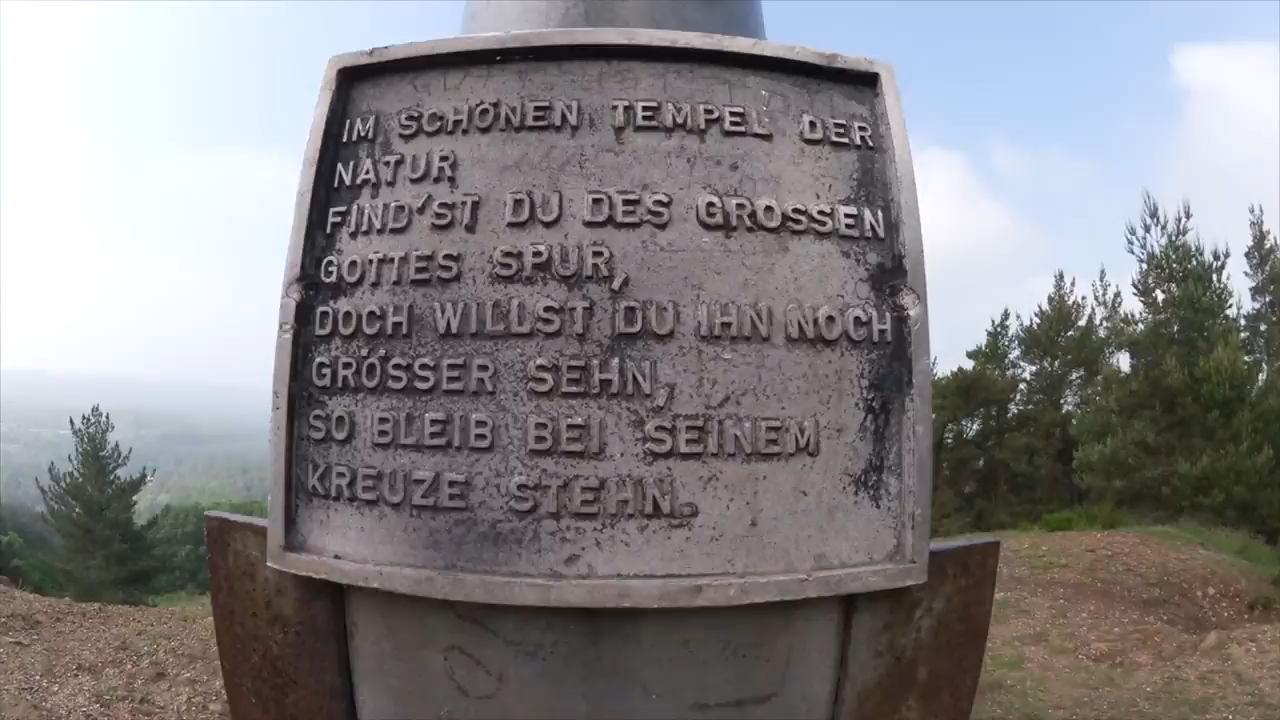 IM SCHÖNEN TEMPEL DER
NATUR
FIND'ST DU DES GROSSEN
GOTTES SPUR,
DOCH WILLST DU IHN NOCH
GRÖSSER SEHN,
SO BLEIB BEI SEINEM
KREUZE STEHN.